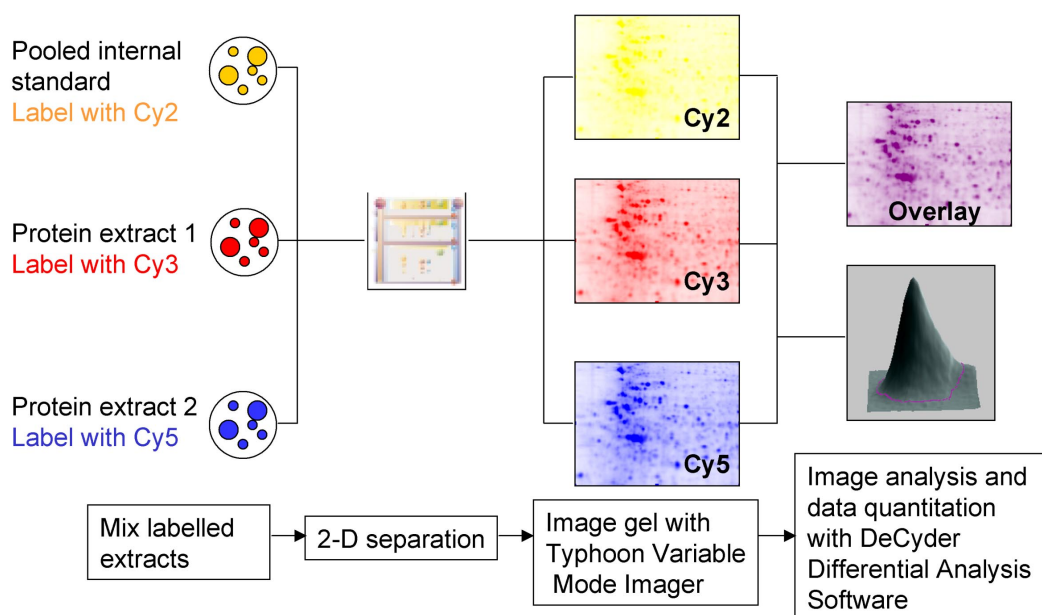 Pooled internal
standard
Label with Cy2
Cy2
Overlay
Protein extract 1
Label with Cy3
Cy3
Protein extract 2
Label with Cy5
Cy5
Mix labelled
extracts
2-D separation
Image gel with
Typhoon Variable
Mode Imager
Image analysis and
data quantitation
with DeCyder
Differential Analysis
Software